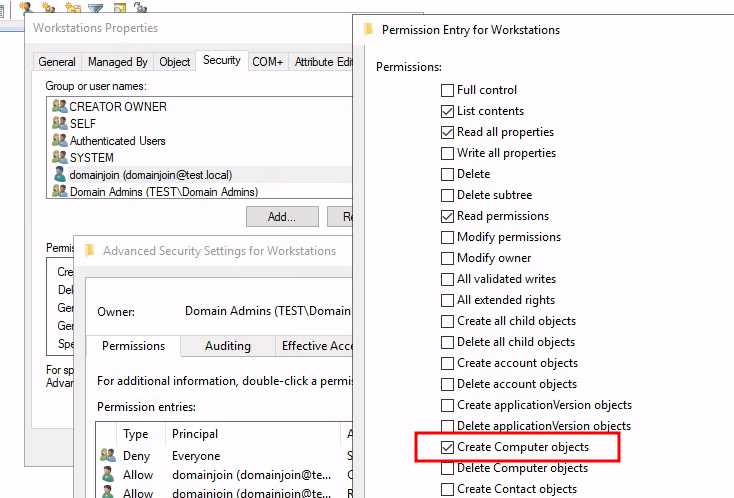 Workstations Properties
General Managed By Object Security COM+ Attribute Edi
Group or user names:
CREATOR OWNER
SELF
Authenticated Users
SYSTEM
domainjoin (domainjoin@test.local)
Domain Admins (TEST\Domain Admins)
Add... Re
Permis
Cre
Del
Ger
Ger
Spe
For sp
Advan
Advanced Security Settings for Workstations
Owner: Domain Admins (TEST\Domain
Permissions Auditing Effective Acce
For additional information, double-click a permis
Permission entries:
Type Principal A
Deny Everyone
Allow domainjoin (domainjoin@te...
Allow domainjoin (domainjoin@te...
Permission Entry for Workstations
Permissions:
Full control
List contents
Read all properties
Write all properties
Delete
Delete subtree
Read permissions
Modify permissions
Modify owner
All validated writes
All extended rights
Create all child objects
Delete all child objects
Create account objects
Delete account objects
Create applicationVersion objects
Delete applicationVersion objects
Create Computer objects
Delete Computer objects
Create Contact objects